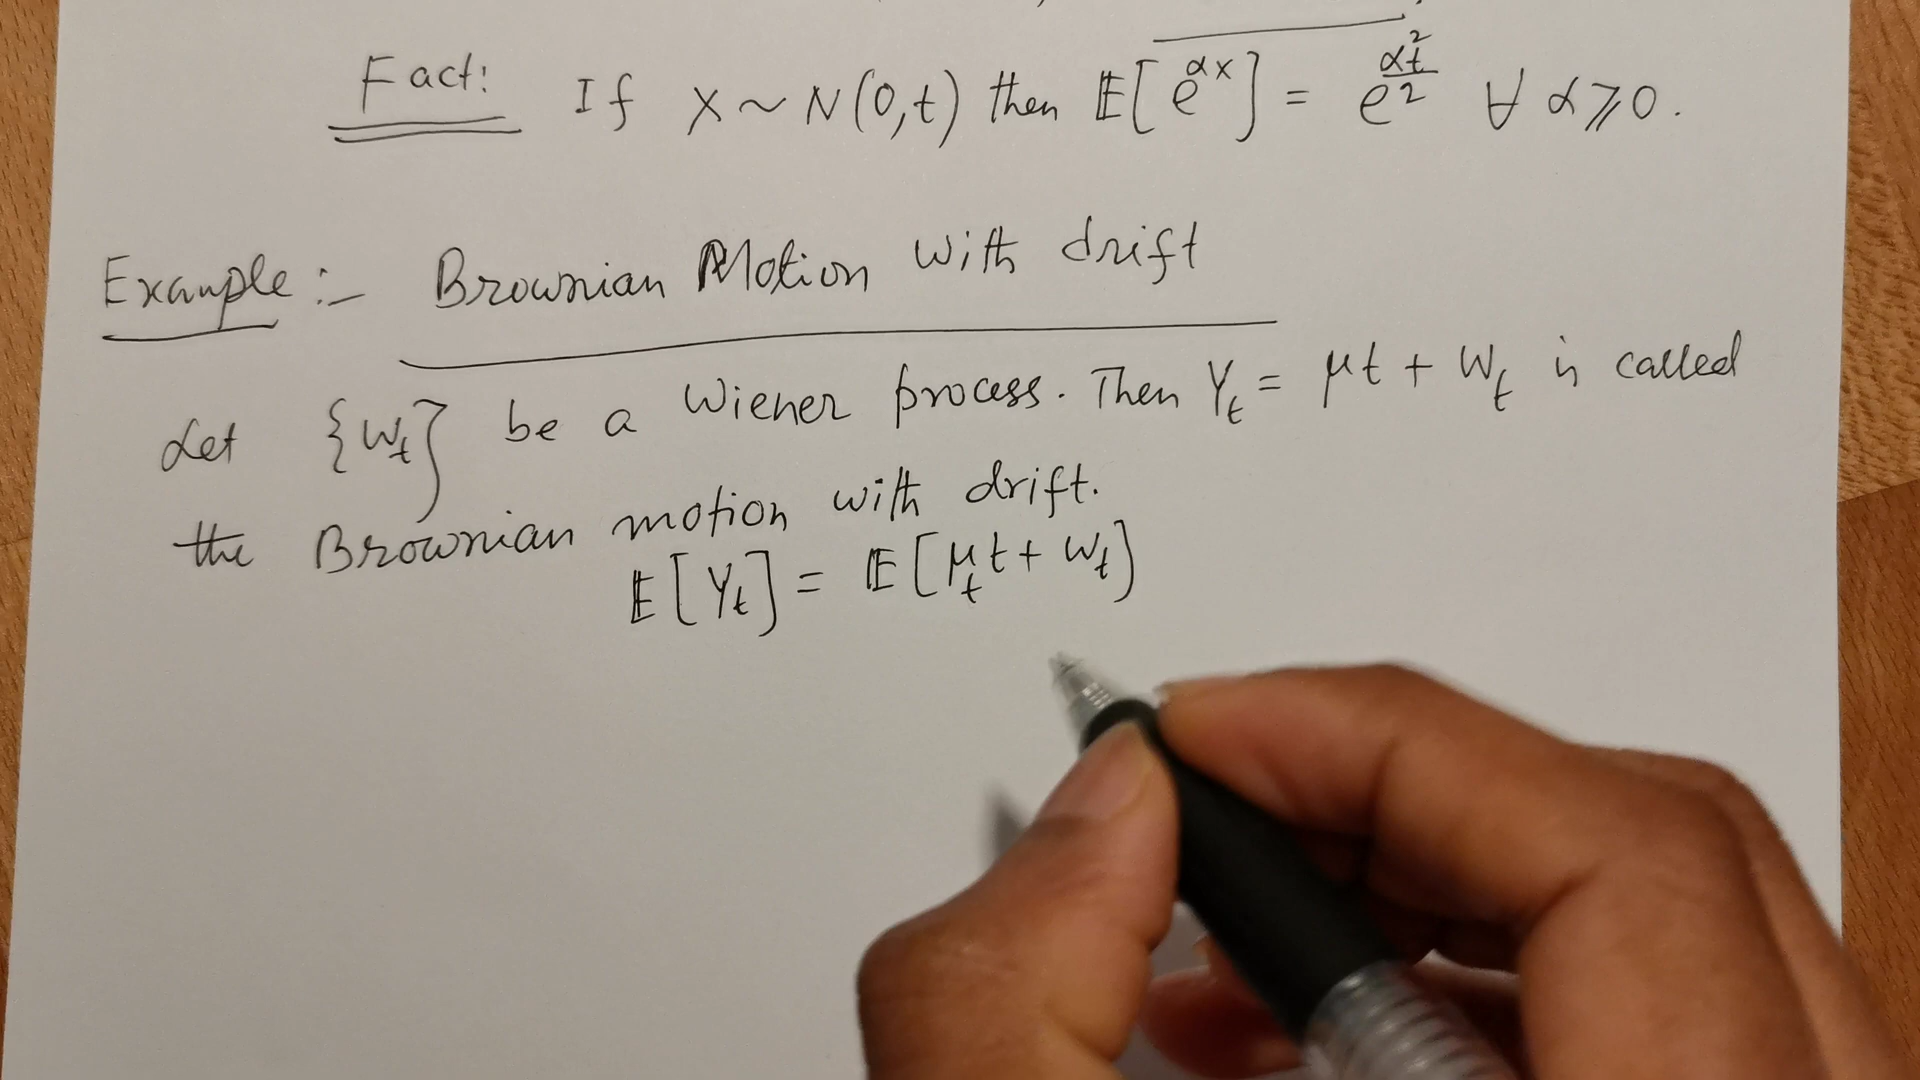 Fact: If X ~ N(0,t) then 𝔼[e^{αx}] = e^{α²t/2} ∀ α ⩾ 0.
Example :- Brownian Motion with drift
Let {W_t} be a Wiener process. Then Y_t = μt + W_t is called
the Brownian motion with drift.
𝔼[Y_t] = 𝔼[μ_t t + W_t]